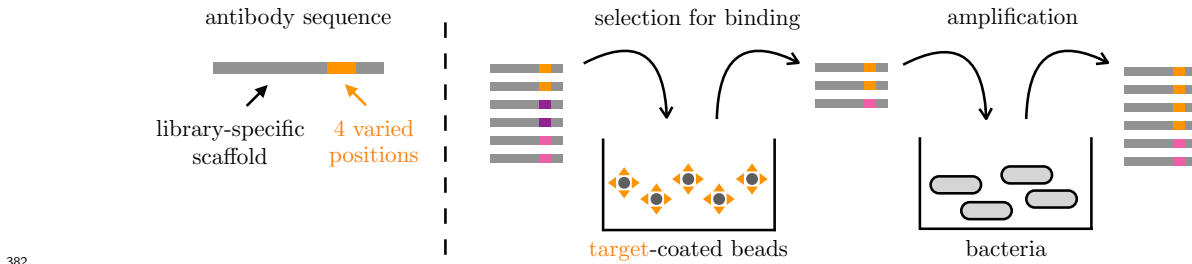 antibody sequence
library-specific
scaffold
4 varied
positions
selection for binding
target-coated beads
amplification
bacteria
382